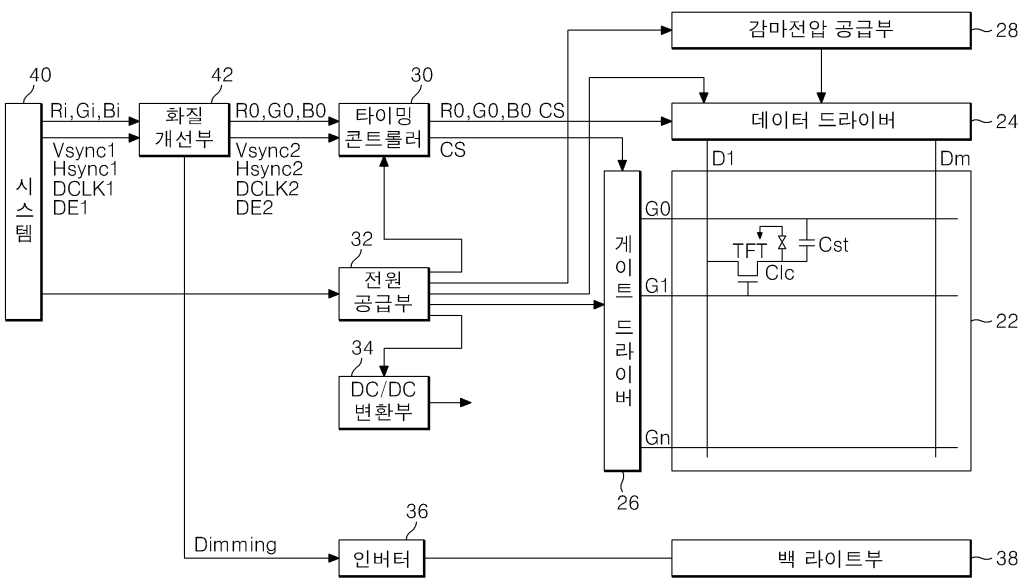 감마전압 공급부
28
40
42
30
Ri,Gi,Bi
화질
개선부
R0,G0,B0
타이밍
콘트롤러
R0,G0,B0 CS
데이터 드라이버
24
Vsync1
Hsync1
DCLK1
DE1
Vsync2
Hsync2
DCLK2
DE2
CS
D1
Dm
시스템
G0
TFT
Clc
Cst
게이트 드라이버
G1
32
전원
공급부
22
34
DC/DC
변환부
Gn
26
36
Dimming
인버터
백 라이트부
38